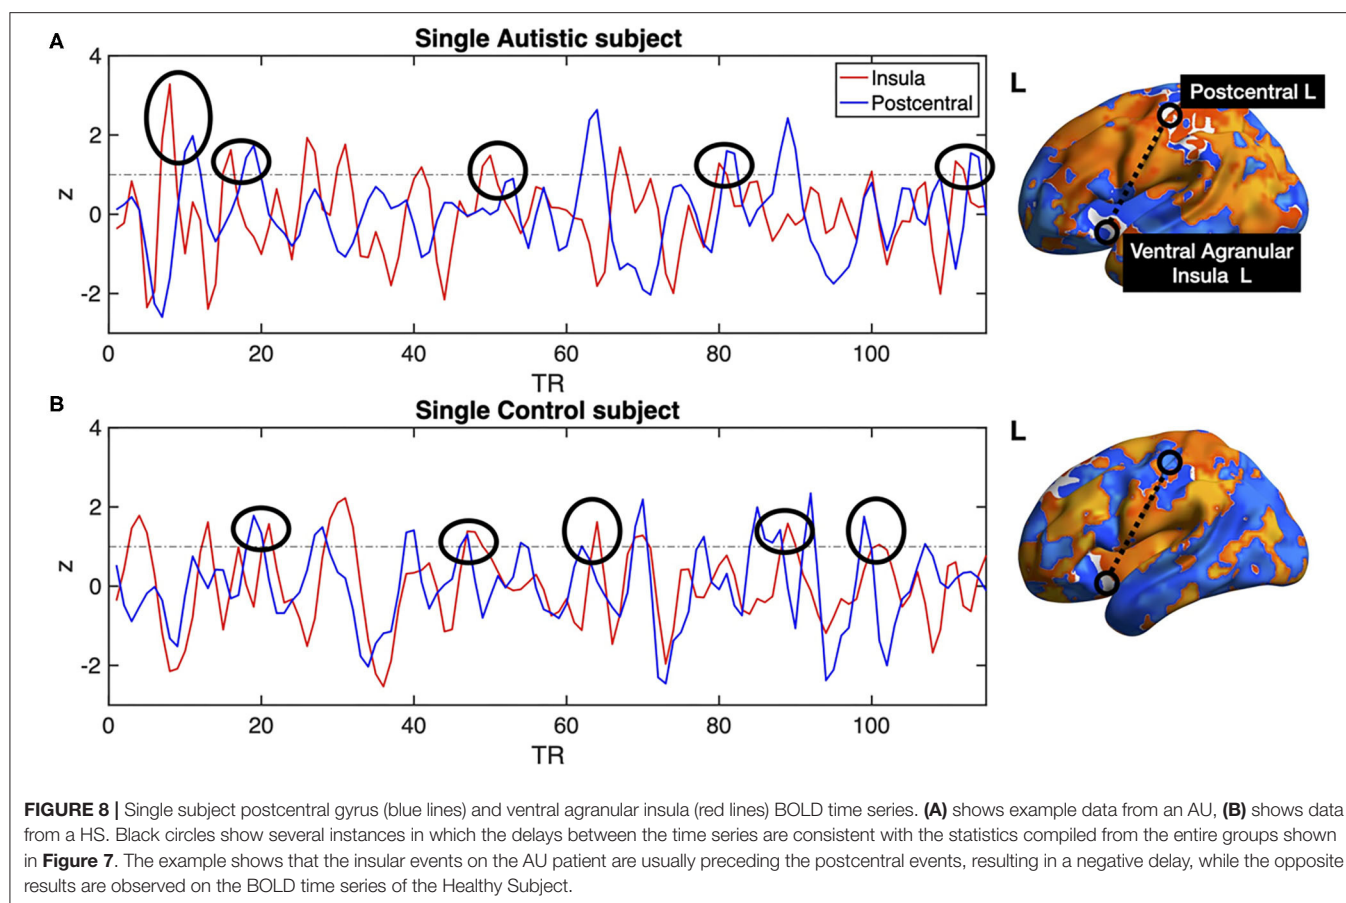 A
Single Autistic subject
4
2
0
-2
z
Insula
Postcentral
0 20 40 60 80 100
TR
L
Postcentral L
Ventral Agranular
Insula L
B
Single Control subject
4
2
0
-2
z
0 20 40 60 80 100
TR
L
FIGURE 8 | Single subject postcentral gyrus (blue lines) and ventral agranular insula (red lines) BOLD time series. (A) shows example data from an AU, (B) shows data
from a HS. Black circles show several instances in which the delays between the time series are consistent with the statistics compiled from the entire groups shown
in Figure 7. The example shows that the insular events on the AU patient are usually preceding the postcentral events, resulting in a negative delay, while the opposite
results are observed on the BOLD time series of the Healthy Subject.